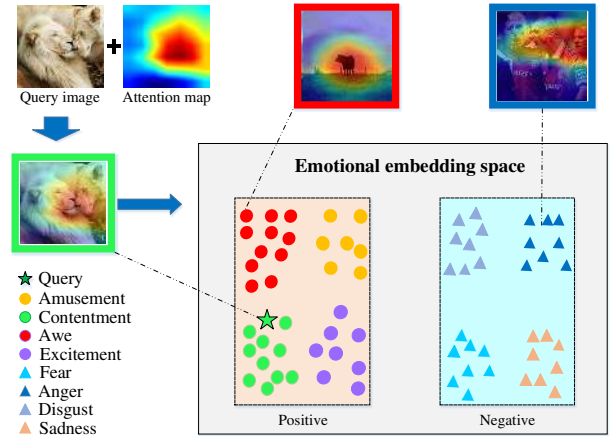 Query image
Attention map
Emotional embedding space
Query
Amusement
Contentment
Awe
Excitement
Fear
Anger
Disgust
Sadness
Positive
Negative